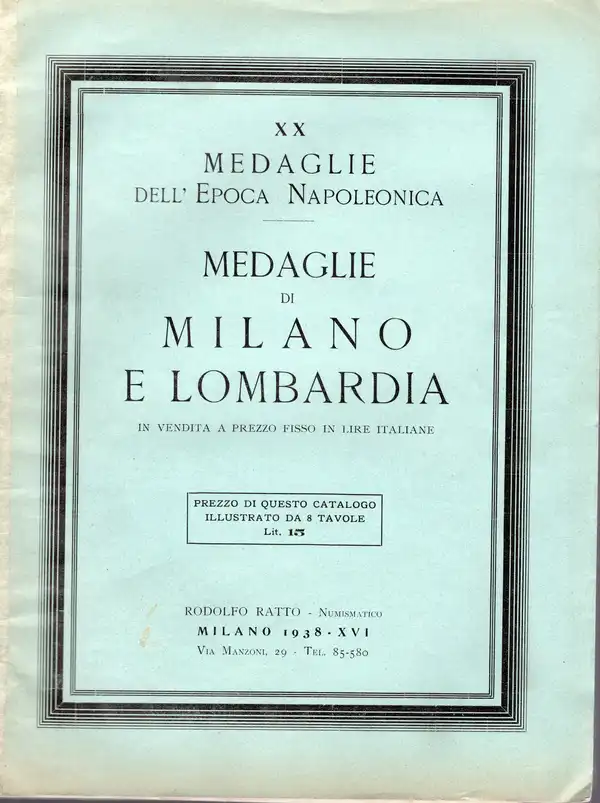 XX
MEDAGLIE
DELL' EPOCA NAPOLEONICA
MEDAGLIE
DI
MILANO
E LOMBARDIA
IN VENDITA A PREZZO FISSO IN LIRE ITALIANE
PREZZO DI QUESTO CATALOGO
ILLUSTRATO DA 8 TAVOLE
Lit. 15
RODOLFO RATTO - NUMISMATICO
MILANO 1938 - XVI
VIA MANZONI, 29 - TEL. 85-580